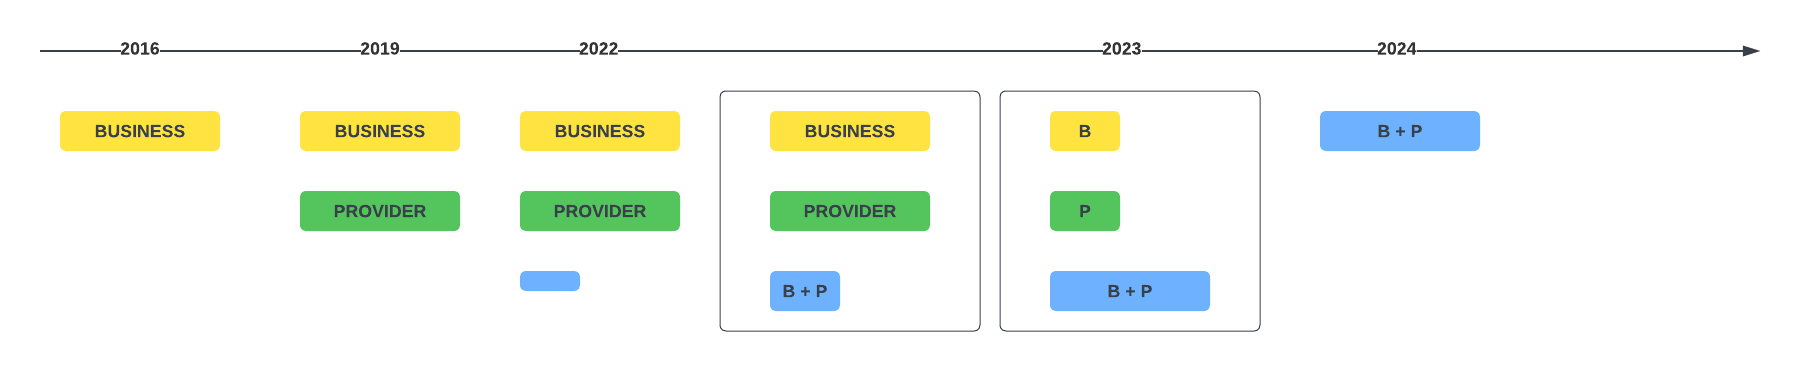 2016 2019 2022 2023 2024
BUSINESS BUSINESS BUSINESS BUSINESS B B + P
PROVIDER PROVIDER PROVIDER P
B + P B + P